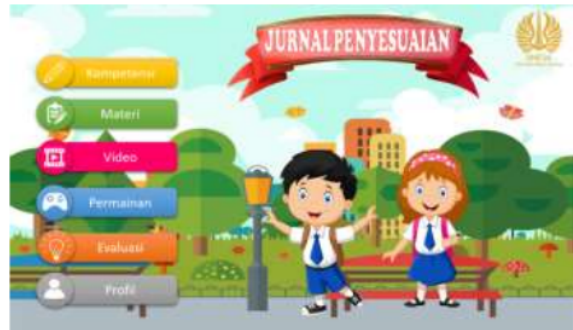 JURNAL PENYESUAIAN
Kompetensi
Materi
Video
Permainan
Evaluasi
Profil